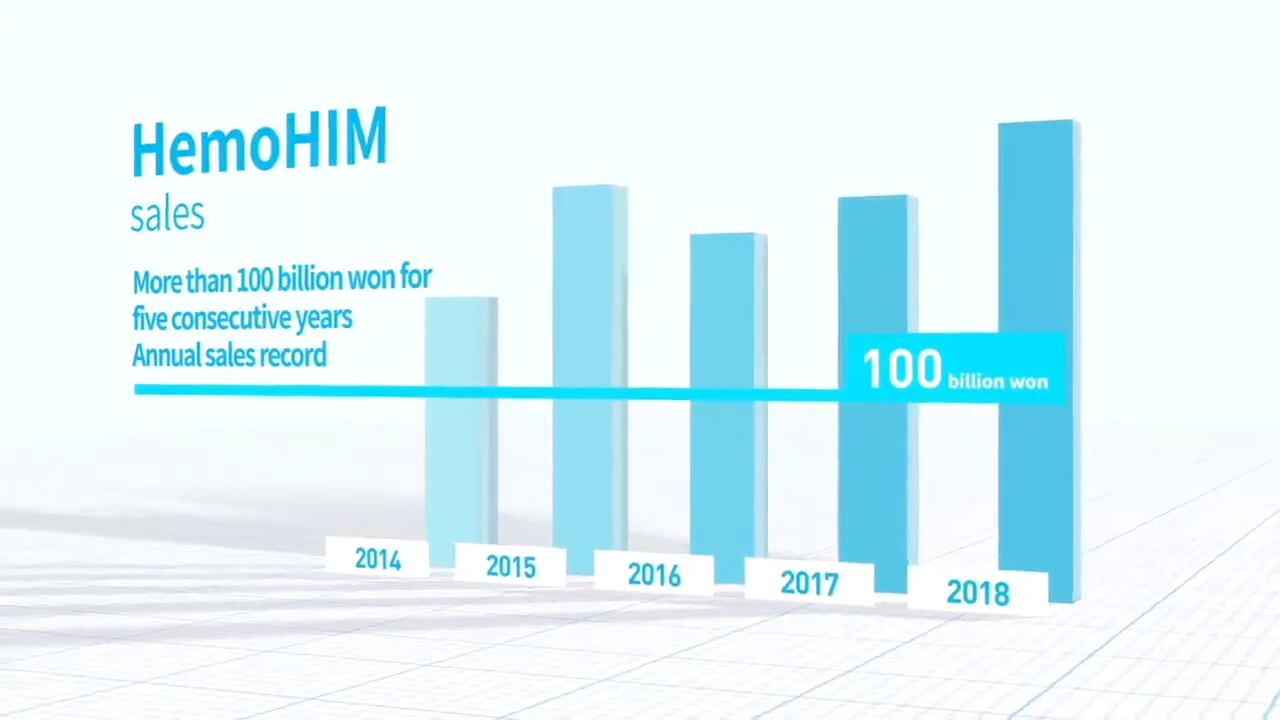 HemoHIM
sales
More than 100 billion won for
five consecutive years
Annual sales record
100 billion won
2014
2015
2016
2017
2018